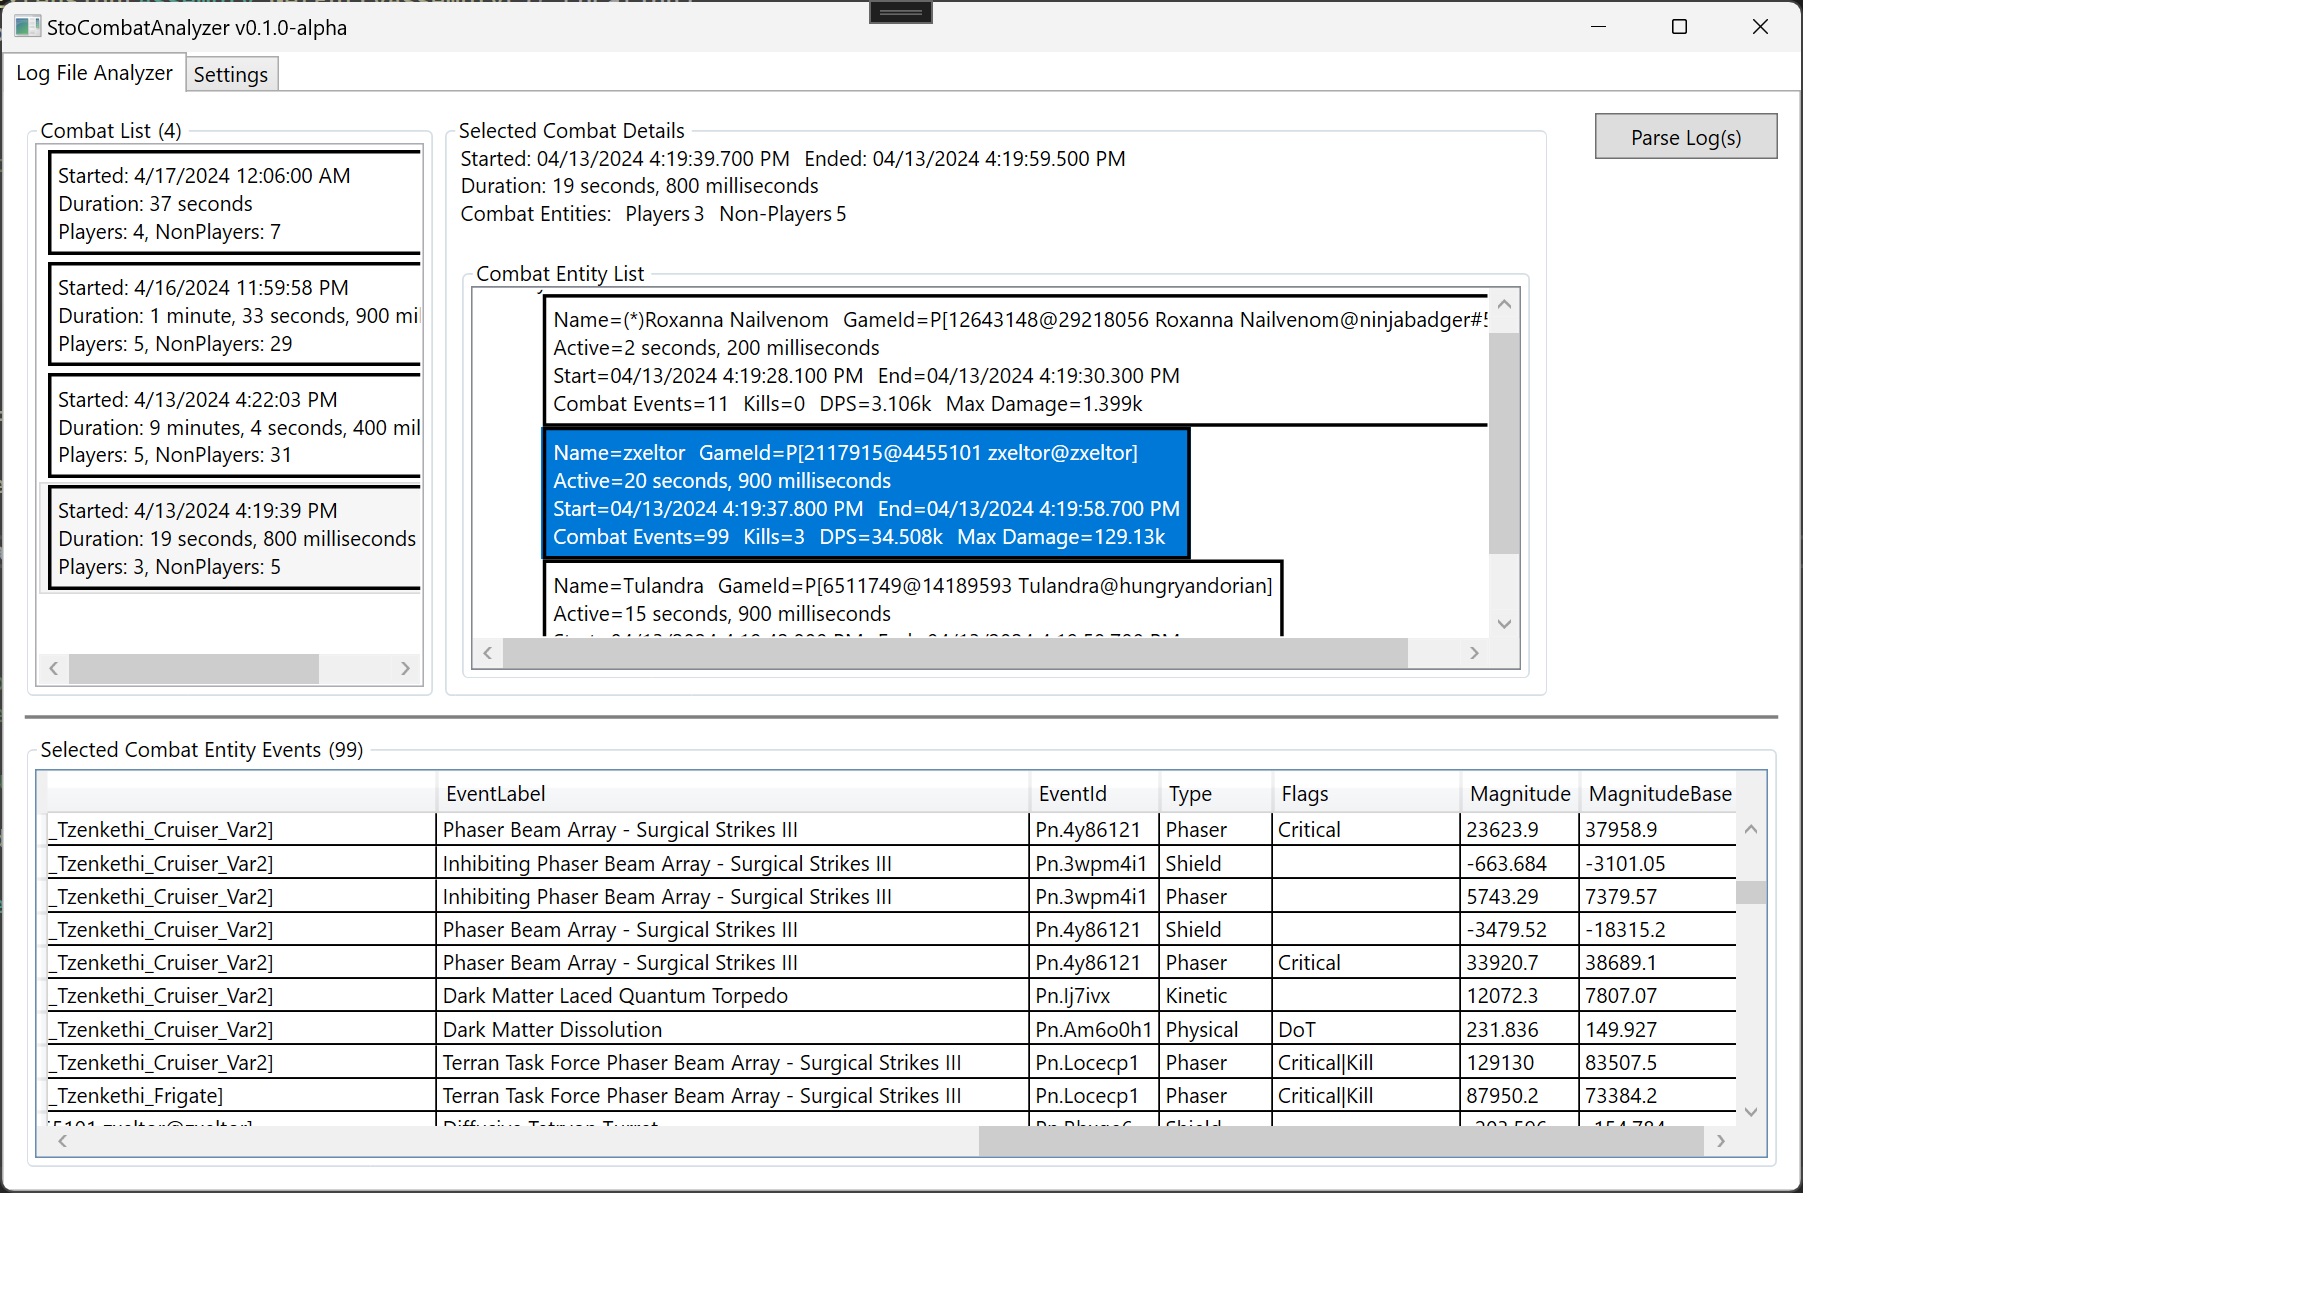 StoCombatAnalyzer v0.1.0-alpha
Log File Analyzer Settings
Combat List (4)
Started: 4/17/2024 12:06:00 AM
Duration: 37 seconds
Players: 4, NonPlayers: 7
Started: 4/16/2024 11:59:58 PM
Duration: 1 minute, 33 seconds, 900 mil
Players: 5, NonPlayers: 29
Started: 4/13/2024 4:22:03 PM
Duration: 9 minutes, 4 seconds, 400 mil
Players: 5, NonPlayers: 31
Started: 4/13/2024 4:19:39 PM
Duration: 19 seconds, 800 milliseconds
Players: 3, NonPlayers: 5
Selected Combat Details
Started: 04/13/2024 4:19:39.700 PM Ended: 04/13/2024 4:19:59.500 PM
Duration: 19 seconds, 800 milliseconds
Combat Entities: Players 3 Non-Players 5
Parse Log(s)
Combat Entity List
Name=(*)Roxanna Nailvenom GameId=P[12643148@29218056 Roxanna Nailvenom@ninjabadger#5
Active=2 seconds, 200 milliseconds
Start=04/13/2024 4:19:28.100 PM End=04/13/2024 4:19:30.300 PM
Combat Events=11 Kills=0 DPS=3.106k Max Damage=1.399k
Name=zxeltor GameId=P[2117915@4455101 zxeltor@zxeltor]
Active=20 seconds, 900 milliseconds
Start=04/13/2024 4:19:37.800 PM End=04/13/2024 4:19:58.700 PM
Combat Events=99 Kills=3 DPS=34.508k Max Damage=129.13k
Name=Tulandra GameId=P[6511749@14189593 Tulandra@hungryandorian]
Active=15 seconds, 900 milliseconds
Selected Combat Entity Events (99)
EventLabel EventId Type Flags Magnitude MagnitudeBase
_Tzenkethi_Cruiser_Var2] Phaser Beam Array - Surgical Strikes III Pn.4y86121 Phaser Critical 23623.9 37958.9
_Tzenkethi_Cruiser_Var2] Inhibiting Phaser Beam Array - Surgical Strikes III Pn.3wpm4i1 Shield -663.684 -3101.05
_Tzenkethi_Cruiser_Var2] Inhibiting Phaser Beam Array - Surgical Strikes III Pn.3wpm4i1 Phaser 5743.29 7379.57
_Tzenkethi_Cruiser_Var2] Phaser Beam Array - Surgical Strikes III Pn.4y86121 Shield -3479.52 -18315.2
_Tzenkethi_Cruiser_Var2] Phaser Beam Array - Surgical Strikes III Pn.4y86121 Phaser Critical 33920.7 38689.1
_Tzenkethi_Cruiser_Var2] Dark Matter Laced Quantum Torpedo Pn.Ij7ivx Kinetic 12072.3 7807.07
_Tzenkethi_Cruiser_Var2] Dark Matter Dissolution Pn.Am6o0h1 Physical DoT 231.836 149.927
_Tzenkethi_Cruiser_Var2] Terran Task Force Phaser Beam Array - Surgical Strikes III Pn.Locecp1 Phaser Critical|Kill 129130 83507.5
_Tzenkethi_Frigate] Terran Task Force Phaser Beam Array - Surgical Strikes III Pn.Locecp1 Phaser Critical|Kill 87950.2 73384.2